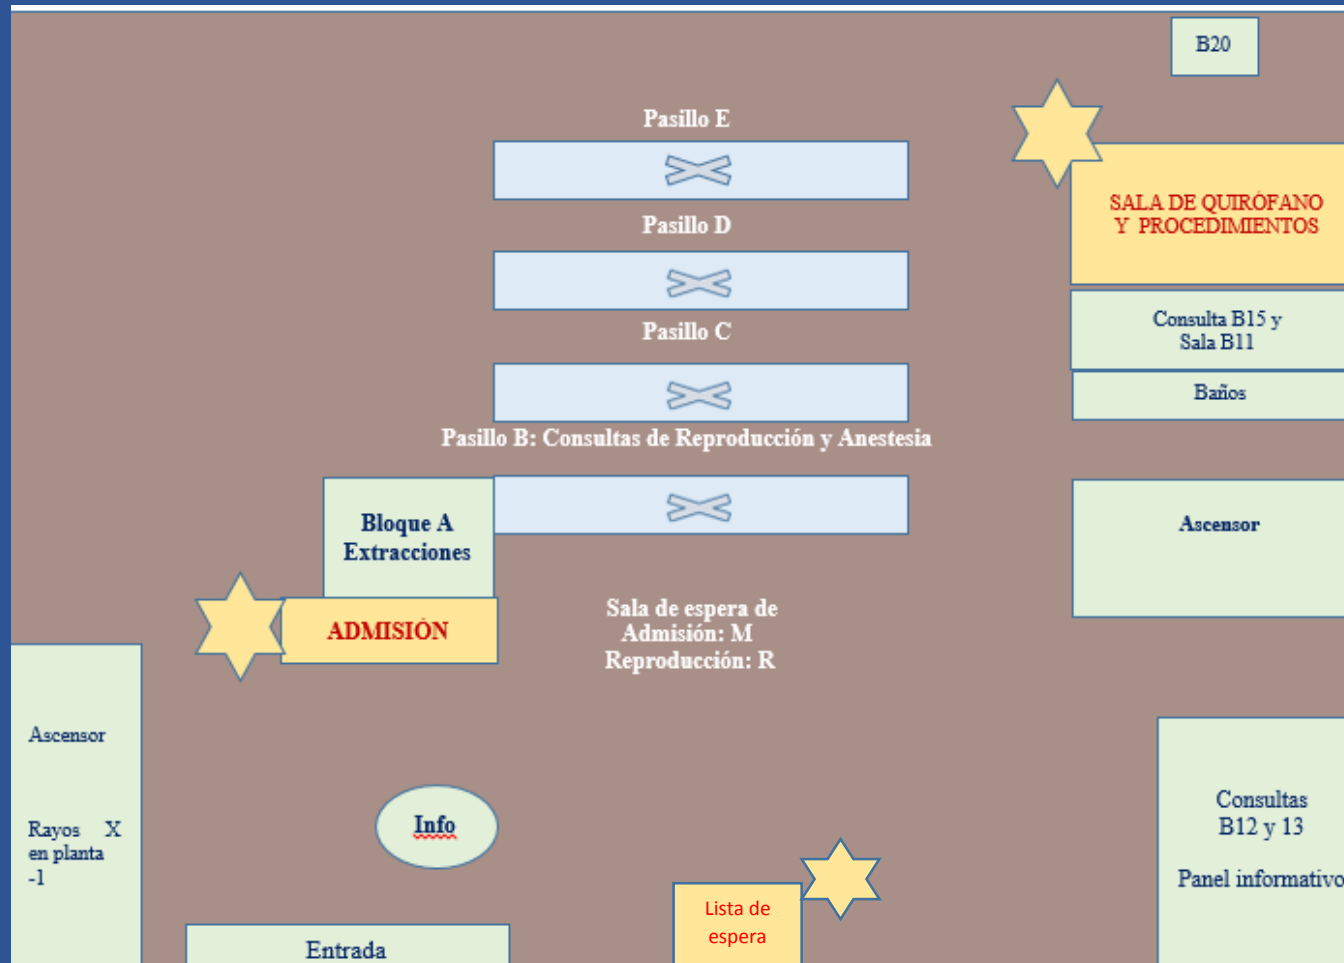 B20
Pasillo E
SALA DE QUIRÓFANO
Y PROCEDIMIENTOS
Pasillo D
Consulta B15 y
Sala B11
Pasillo C
Baños
Pasillo B: Consultas de Reproducción y Anestesia
Bloque A
Extracciones
Ascensor
ADMISIÓN
Sala de espera de
Admisión: M
Reproducción: R
Ascensor
Rayos X
en planta
-1
Info
Consultas
B12 y 13
Panel informativo
Lista de
espera
Entrada